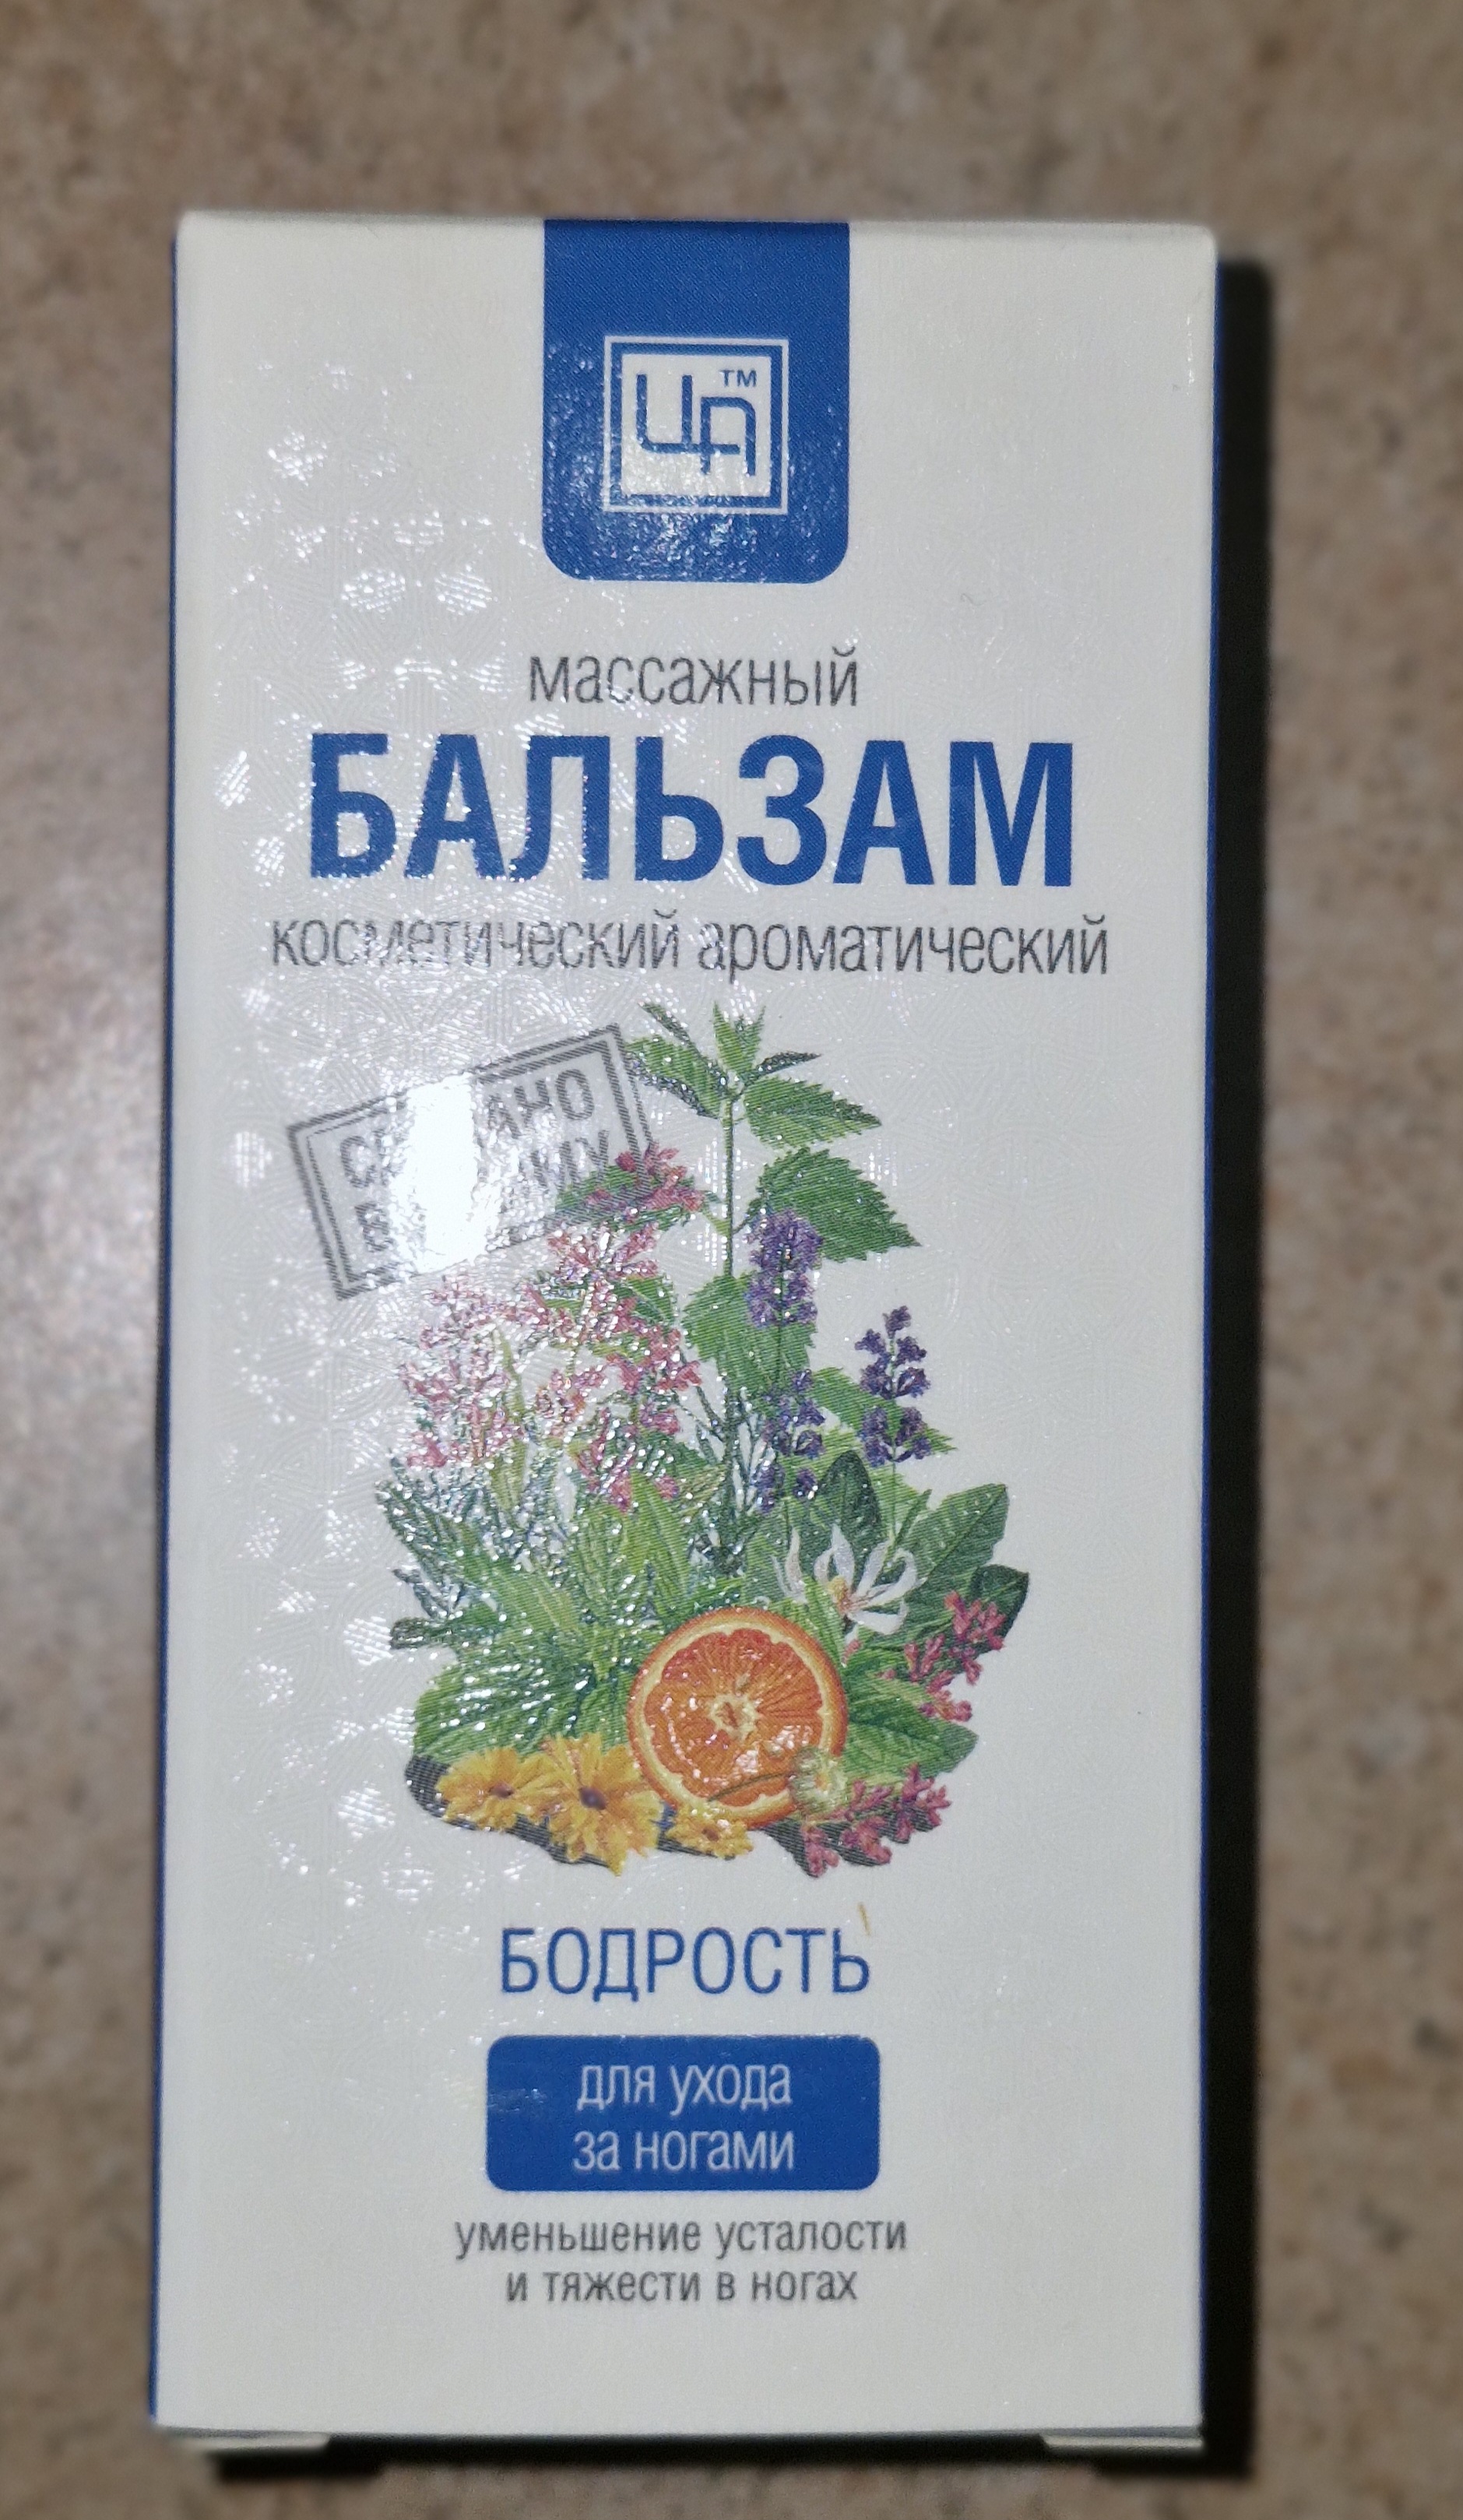 ЦА™
массажный
БАЛЬЗАМ
косметический ароматический
БОДРОСТЬ
для ухода
за ногами
уменьшение усталости
и тяжести в ногах